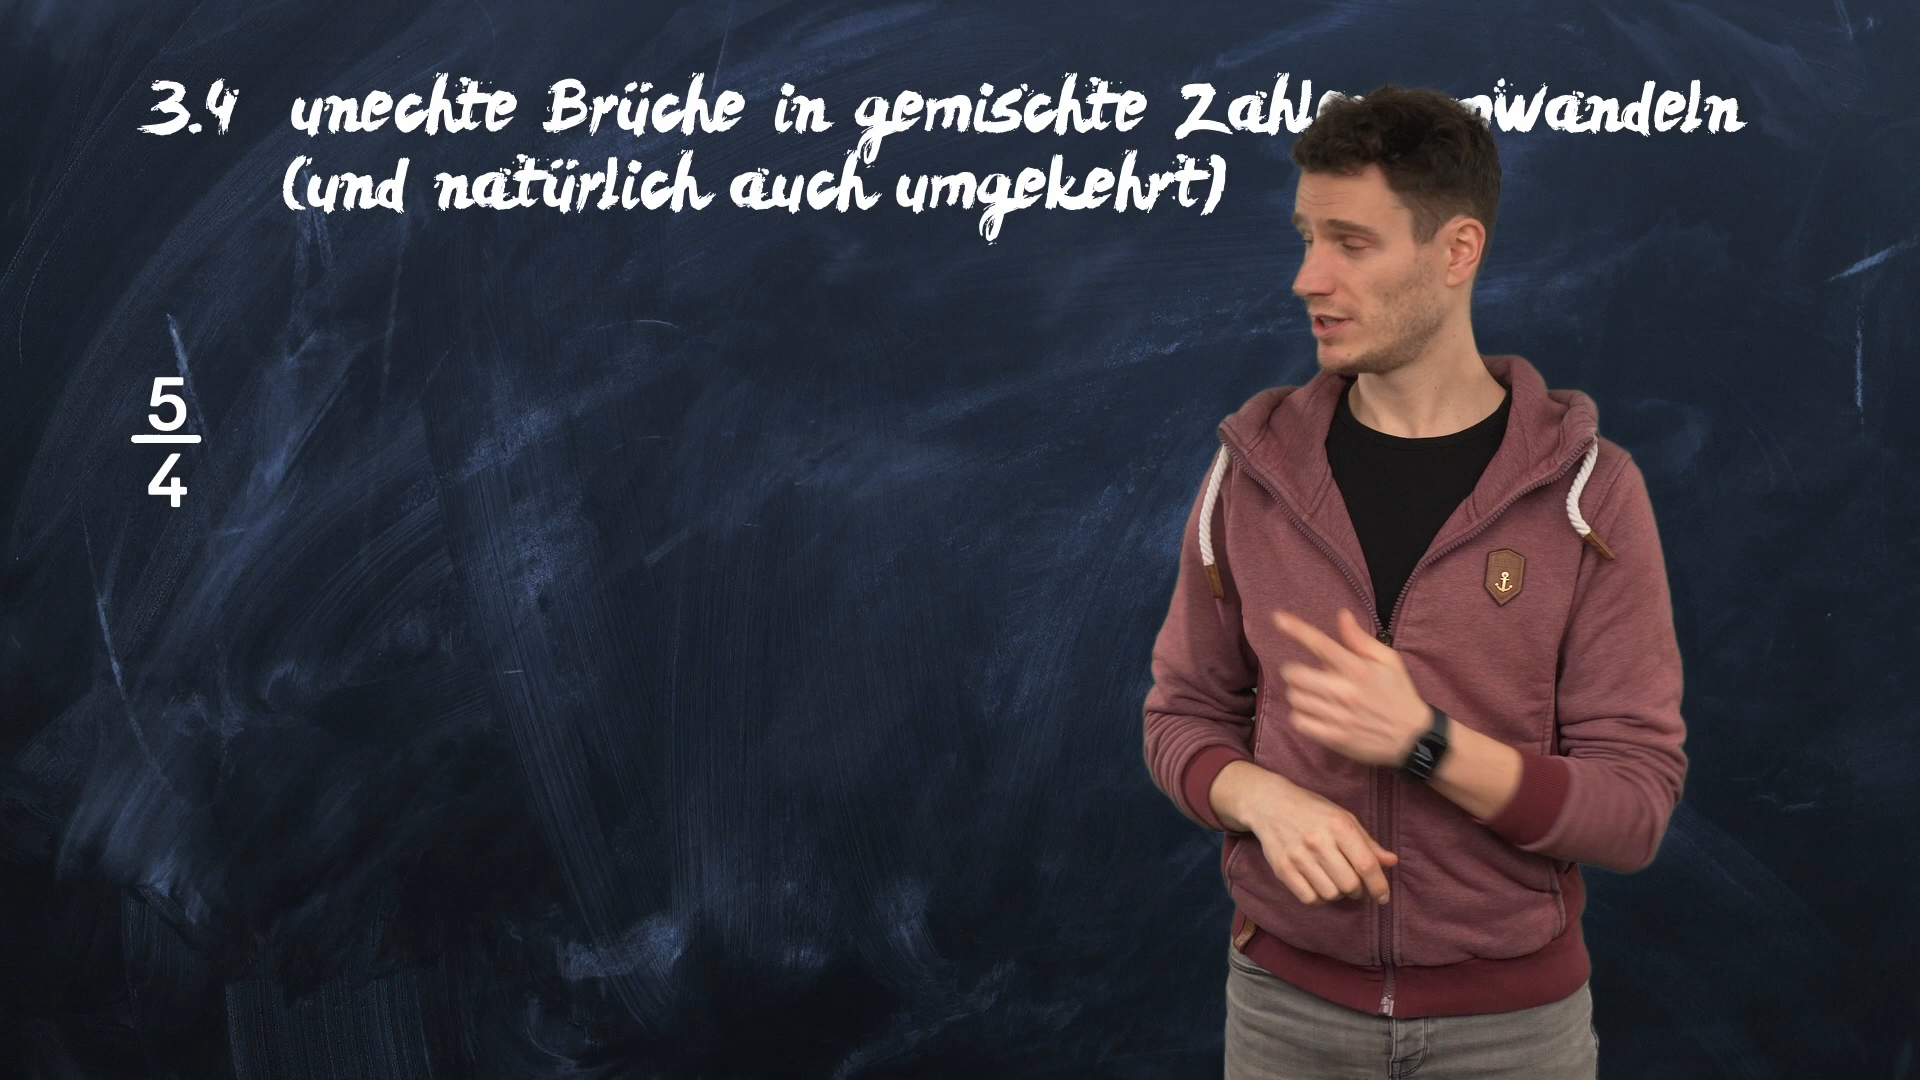 3.4 unechte Brüche in gemischte
(und natürlich auch umgekehrt)
5
4